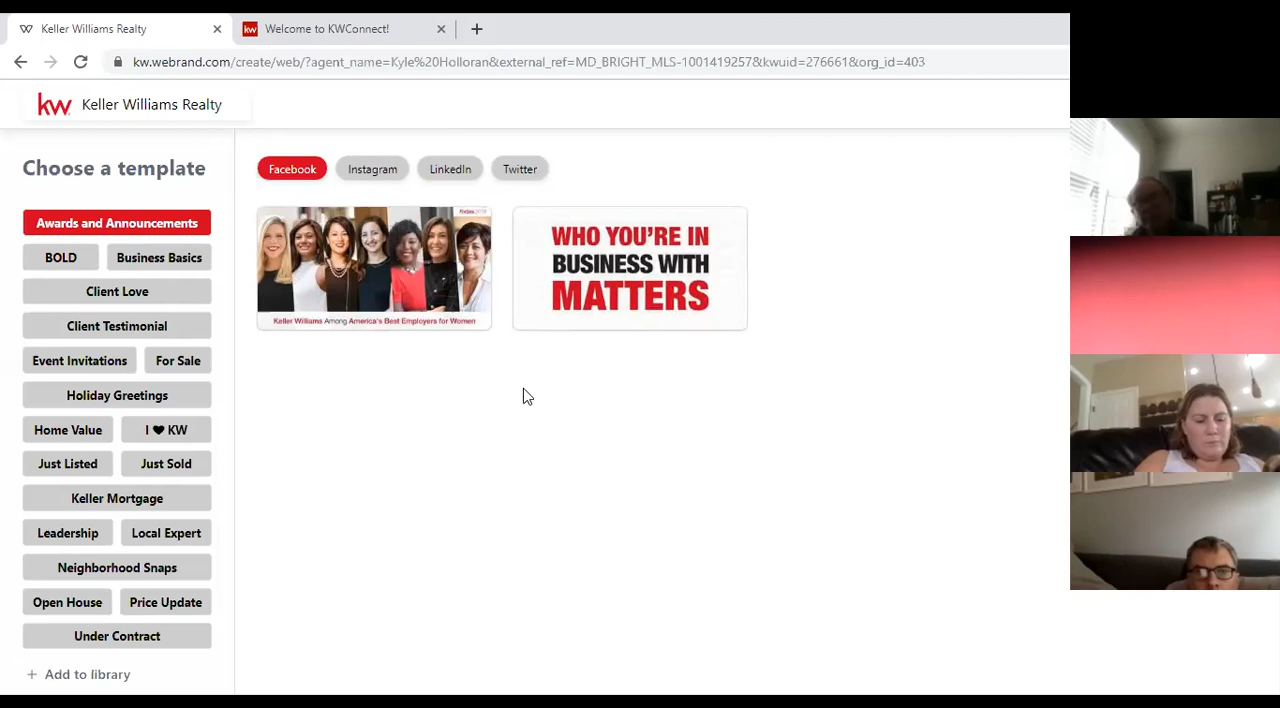 Keller Williams Realty
kw Welcome to KWConnect!
kw.webrand.com/create/web/?agent_name=Kyle%20Holloran&external_ref=MD_BRIGHT_MLS-1001419257&kwuid=276661&org_id=403
kw Keller Williams Realty
Choose a template
Facebook Instagram LinkedIn Twitter
Awards and Announcements
BOLD Business Basics
Client Love
Client Testimonial
Event Invitations For Sale
Holiday Greetings
Home Value I ♥ KW
Just Listed Just Sold
Keller Mortgage
Leadership Local Expert
Neighborhood Snaps
Open House Price Update
Under Contract
+ Add to library
Keller Williams Among America's Best Employers for Women
WHO YOU'RE IN
BUSINESS WITH
MATTERS